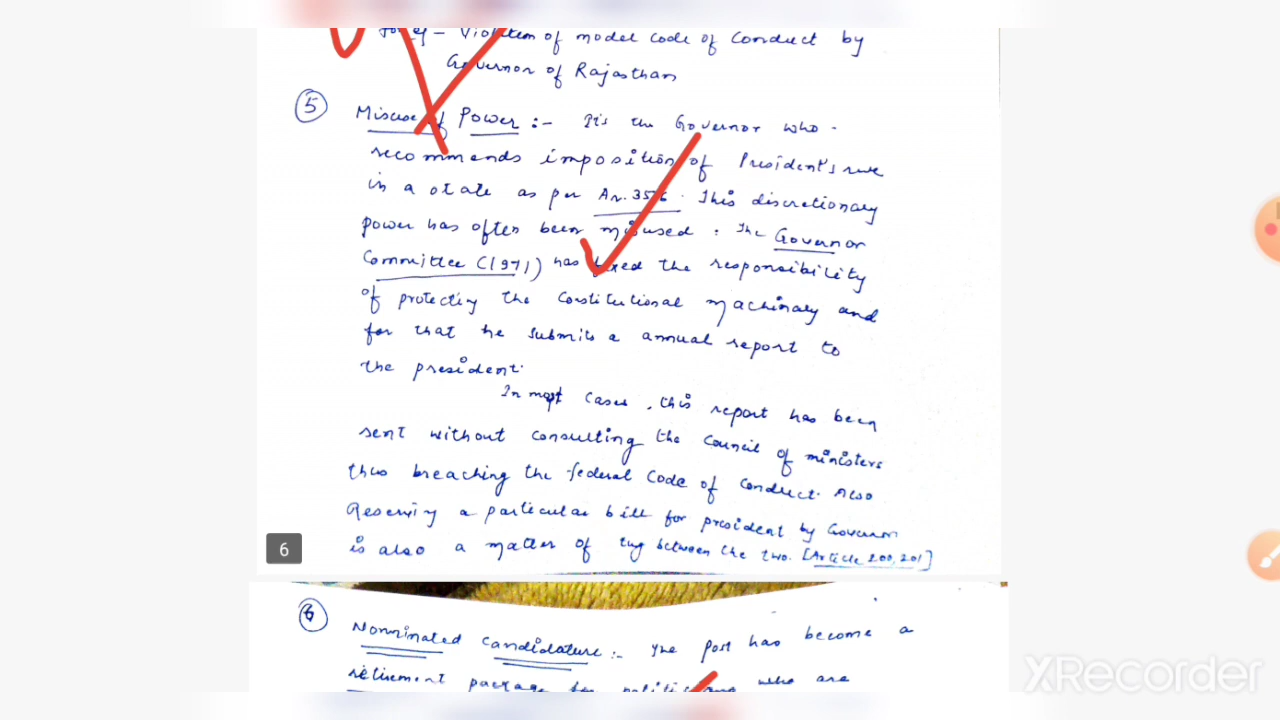 Violation of model code of conduct by
Governor of Rajasthan
5 Misuse of Power :- It's the Governor who
recommends imposition of President's rule
in a state as per Ar. 356. This discretionary
power has often been misused. The Governor
Committee (1971) has fixed the responsibility
of protecting the constitutional machinary and
for that he submits a annual report to
the president.
In most cases, this report has been
sent without consulting the council of ministers
thus breaching the federal code of conduct. Also
Reserving a particular bill for president by Governor
is also a matter of tug between the two. [Article 200, 201]
6
6 Nominated candidature :- The post has become a
retirement package for politicians who are
XRecorder